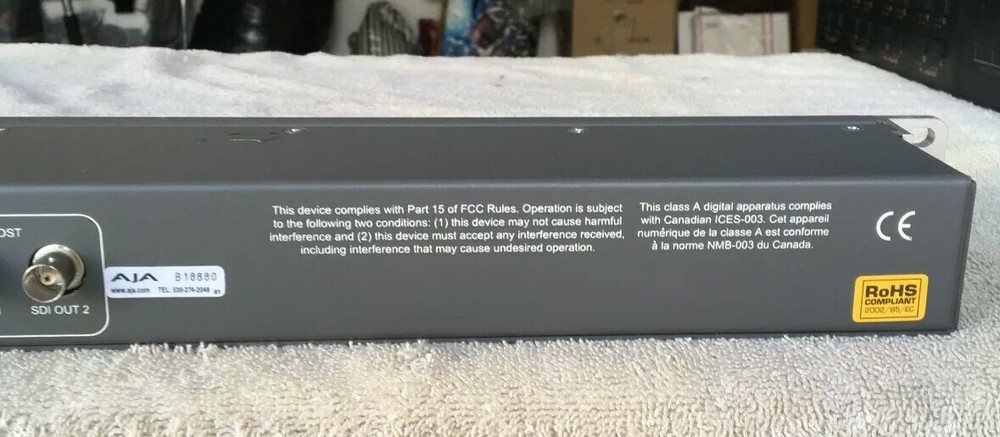 OST
SDI OUT 2
AJA B18880
www.aja.com TEL: 530-274-2048 B1
This device complies with Part 15 of FCC Rules. Operation is subject
to the following two conditions: (1) this device may not cause harmful
interference and (2) this device must accept any interference received,
including interference that may cause undesired operation.
This class A digital apparatus complies
with Canadian ICES-003. Cet appareil
numérique de la classe A est conforme
à la norme NMB-003 du Canada.
CE
RoHS
COMPLIANT
2002/95/EC